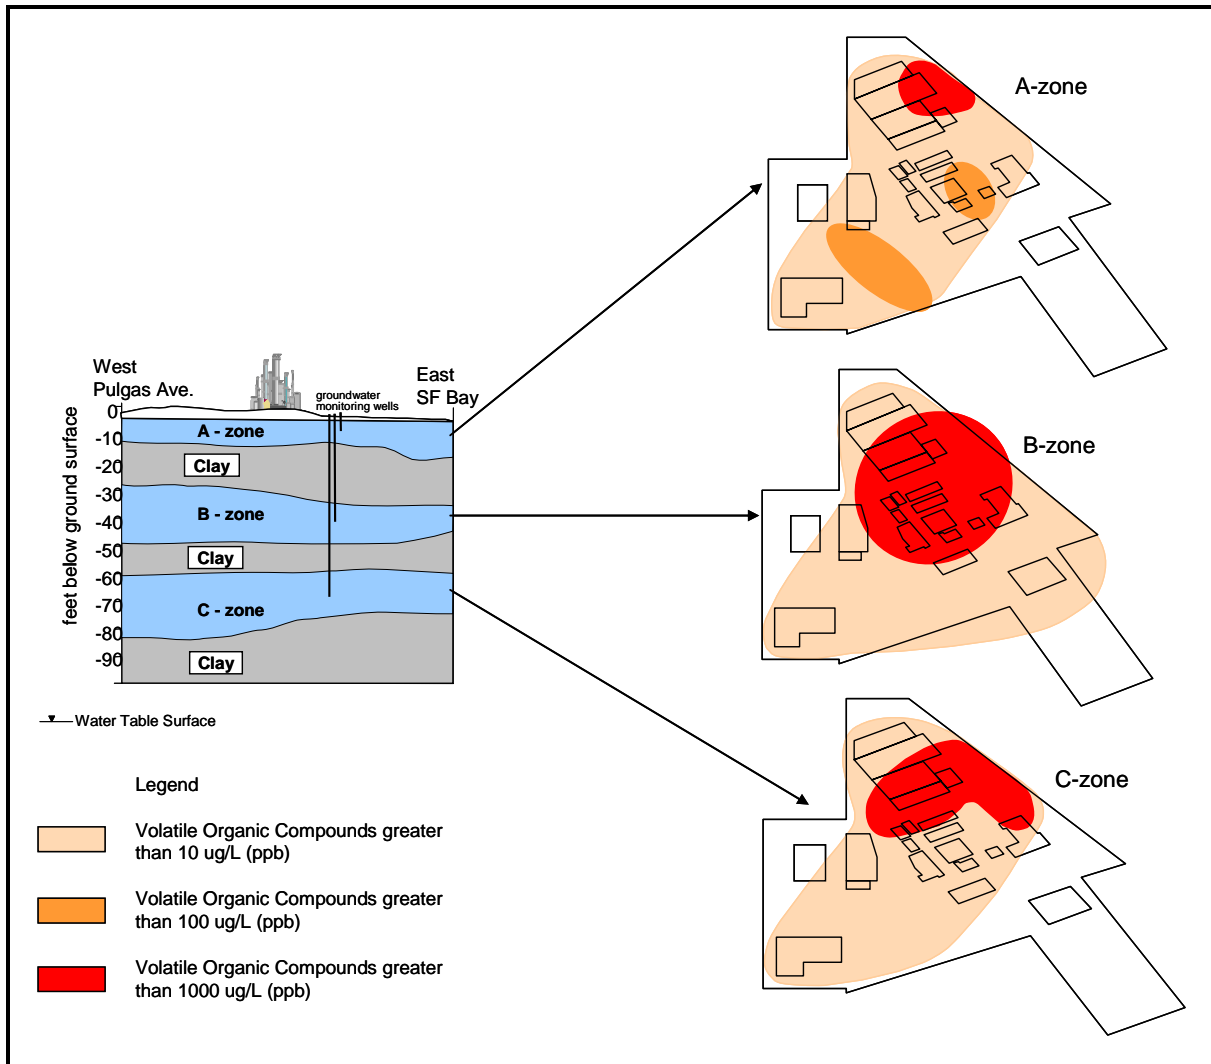 A-zone
West
Pulgas Ave.
East
SF Bay
groundwater
monitoring wells
feet below ground surface
0
-10
-20
-30
-40
-50
-60
-70
-80
-90
A - zone
Clay
B - zone
Clay
C - zone
Clay
B-zone
C-zone
Water Table Surface
Legend
Volatile Organic Compounds greater
than 10 ug/L (ppb)
Volatile Organic Compounds greater
than 100 ug/L (ppb)
Volatile Organic Compounds greater
than 1000 ug/L (ppb)